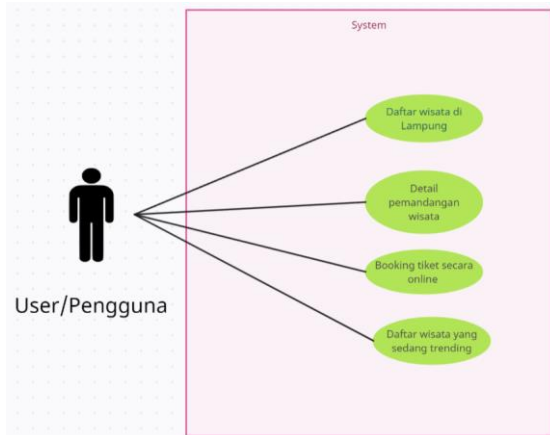 System
Daftar wisata di
Lampung
Detail
pemandangan
wisata
Booking tiket secara
online
Daftar wisata yang
sedang trending
User/Pengguna